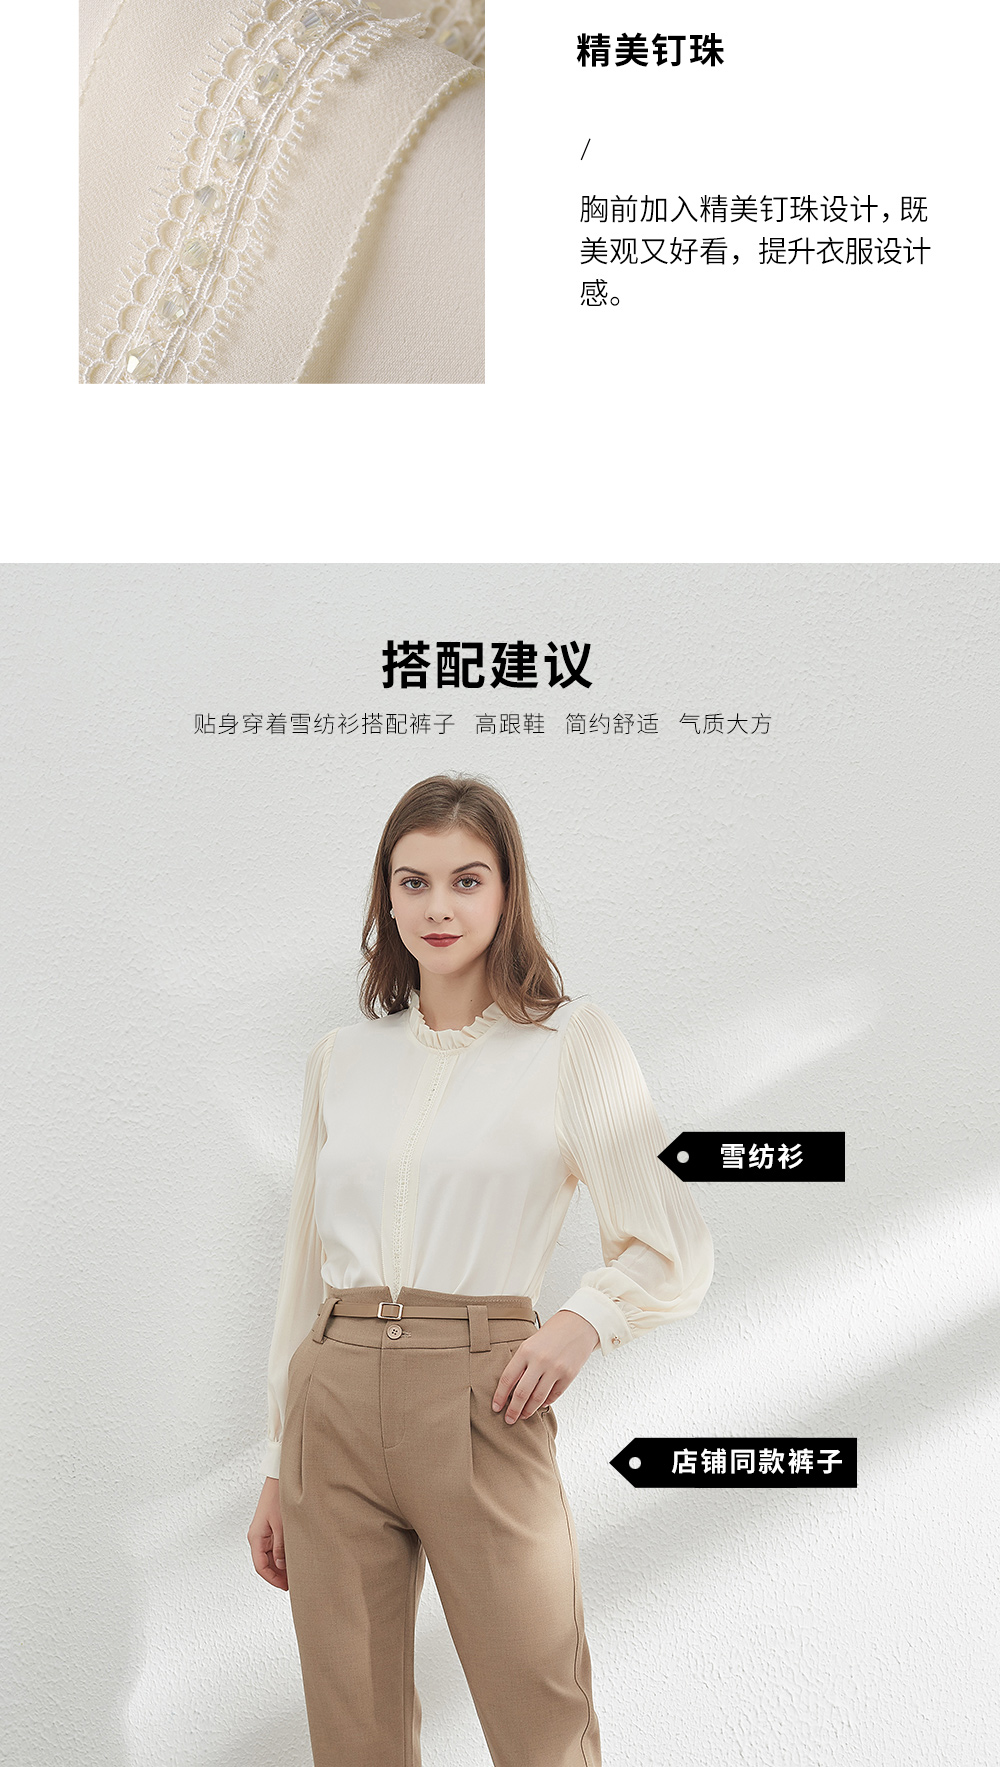 精美钉珠
/
胸前加入精美钉珠设计，既
美观又好看，提升衣服设计
感。
搭配建议
贴身穿着雪纺衫搭配裤子 高跟鞋 简约舒适 气质大方
雪纺衫
店铺同款裤子